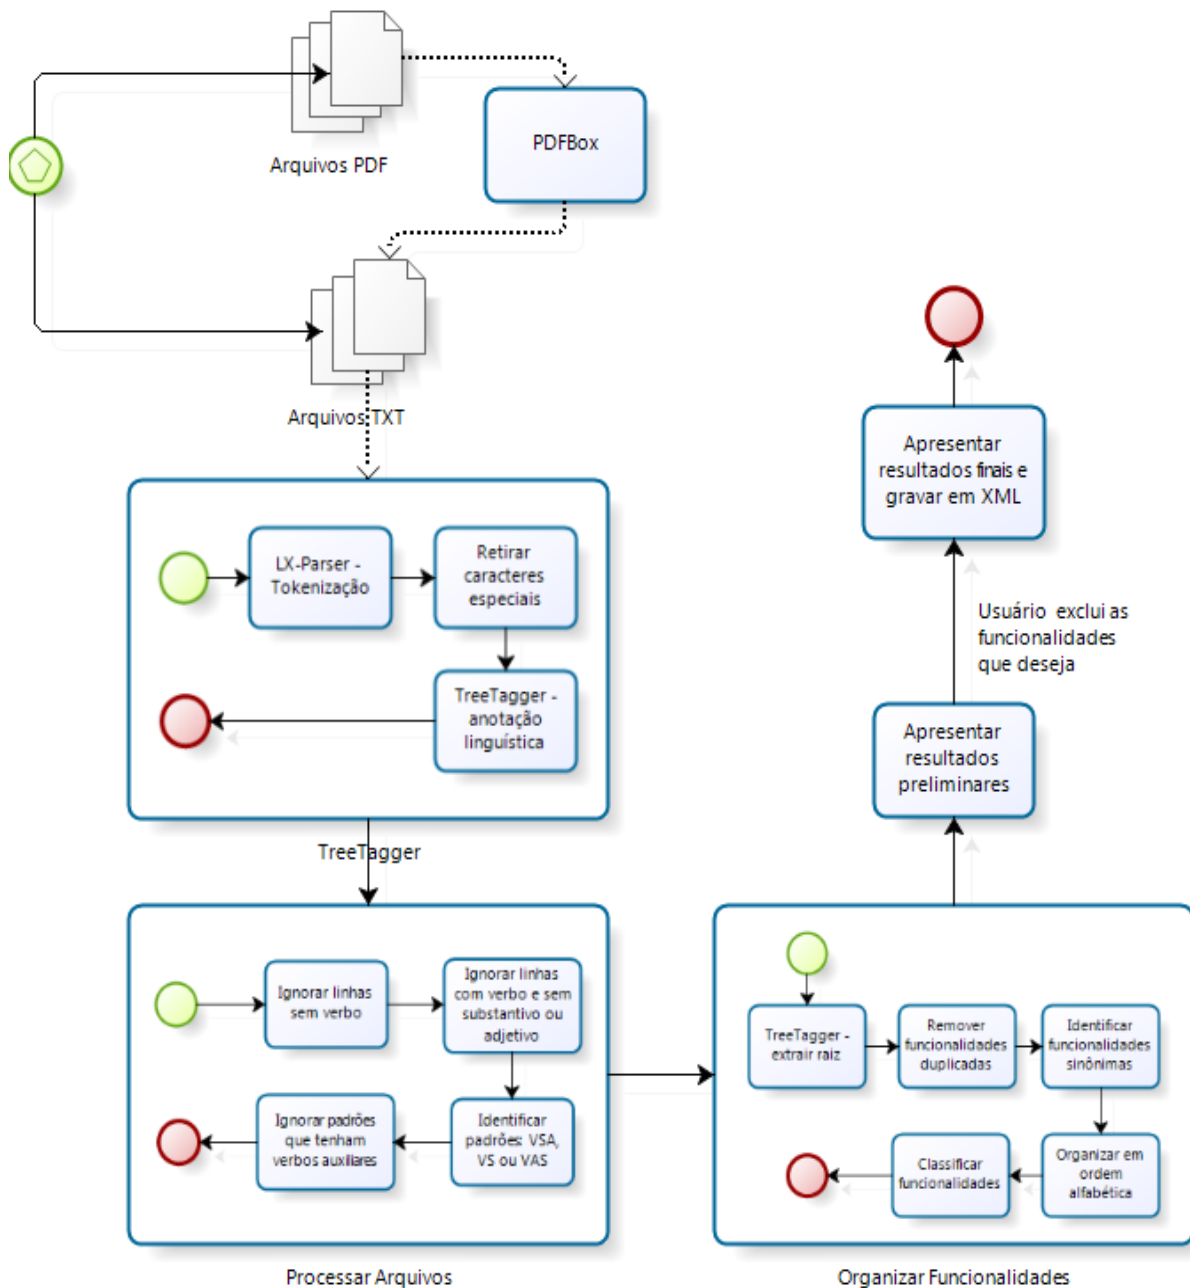 Arquivos PDF
PDFBox
Arquivos TXT
LX-Parser -
Tokenização
Retirar
caracteres
especiais
TreeTagger -
anotação
linguística
TreeTagger
Ignorar linhas
sem verbo
Ignorar linhas
com verbo e sem
substantivo ou
adjetivo
Identificar
padrões: VSA,
VS ou VAS
Ignorar padrões
que tenham
verbos auxiliares
Processar Arquivos
TreeTagger -
extrair raiz
Remover
funcionalidades
duplicadas
Identificar
funcionalidades
sinônimas
Organizar em
ordem
alfabética
Classificar
funcionalidades
Organizar Funcionalidades
Apresentar
resultados
preliminares
Usuário exclui as
funcionalidades
que deseja
Apresentar
resultados finais e
gravar em XML